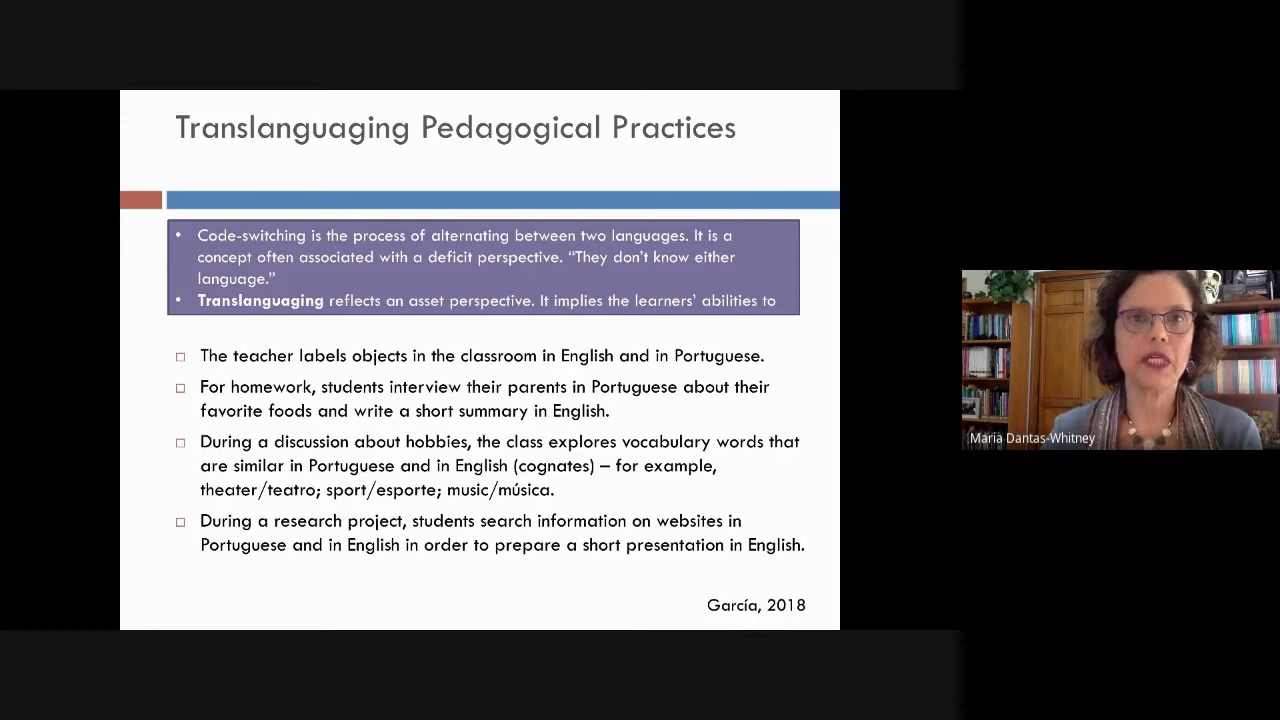 Translanguaging Pedagogical Practices
• Code-switching is the process of alternating between two languages. It is a
concept often associated with a deficit perspective. “They don’t know either
language.”
• Translanguaging reflects an asset perspective. It implies the learners’ abilities to
□ The teacher labels objects in the classroom in English and in Portuguese.
□ For homework, students interview their parents in Portuguese about their
favorite foods and write a short summary in English.
□ During a discussion about hobbies, the class explores vocabulary words that
are similar in Portuguese and in English (cognates) – for example,
theater/teatro; sport/esporte; music/música.
□ During a research project, students search information on websites in
Portuguese and in English in order to prepare a short presentation in English.
García, 2018
Maria Dantas-Whitney